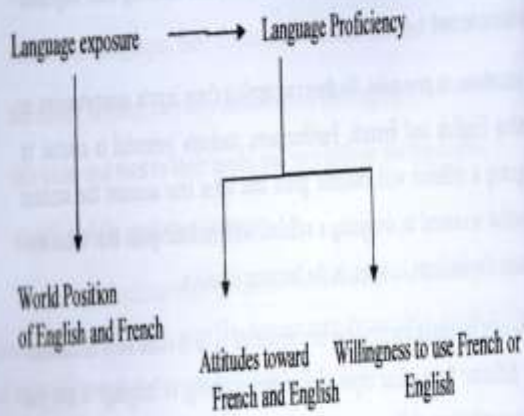 Language exposure
Language Proficiency
World Position
of English and French
Attitudes toward
French and English
Willingness to use French or
English